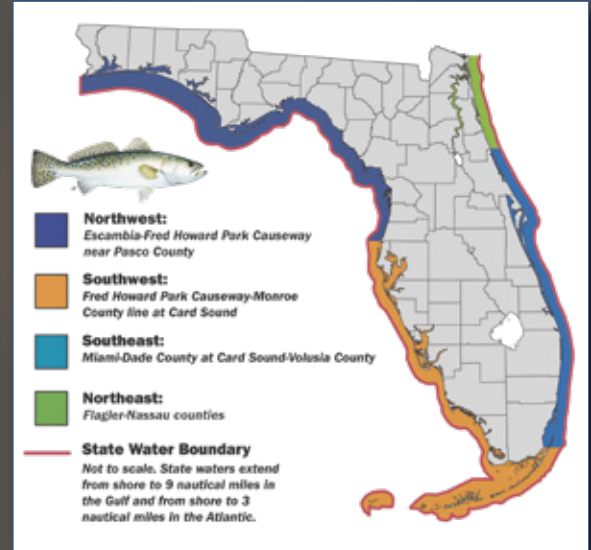 Northwest:
Escambia-Fred Howard Park Causeway
near Pasco County
Southwest:
Fred Howard Park Causeway-Monroe
County line at Card Sound
Southeast:
Miami-Dade County at Card Sound-Volusia County
Northeast:
Flagler-Nassau counties
State Water Boundary
Not to scale. State waters extend
from shore to 9 nautical miles in
the Gulf and from shore to 3
nautical miles in the Atlantic.